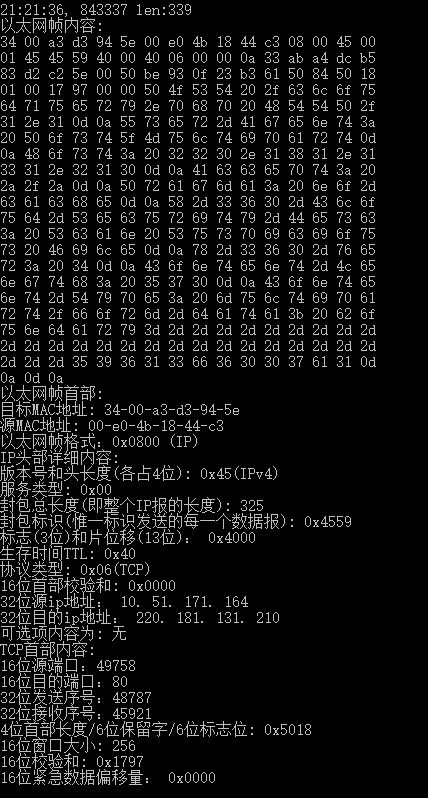 21:21:36, 843337 len:339
以太网帧内容:
34 00 a3 d3 94 5e 00 e0 4b 18 44 c3 08 00 45 00
01 45 45 59 40 00 40 06 00 00 0a 33 ab a4 dc b5
83 d2 c2 5e 00 50 be 93 0f 23 b3 61 50 84 50 18
01 00 17 97 00 00 50 4f 53 54 20 2f 63 6c 6f 75
64 71 75 65 72 79 2e 70 68 70 20 48 54 54 50 2f
31 2e 31 0d 0a 55 73 65 72 2d 41 67 65 6e 74 3a
20 50 6f 73 74 5f 4d 75 6c 74 69 70 61 72 74 0d
0a 48 6f 73 74 3a 20 32 32 30 2e 31 38 31 2e 31
33 31 2e 32 31 30 0d 0a 41 63 63 65 70 74 3a 20
2a 2f 2a 0d 0a 50 72 61 67 6d 61 3a 20 6e 6f 2d
63 61 63 68 65 0d 0a 58 2d 33 36 30 2d 43 6c 6f
75 64 2d 53 65 63 75 72 69 74 79 2d 44 65 73 63
3a 20 53 63 61 6e 20 53 75 73 70 69 63 69 6f 75
73 20 46 69 6c 65 0d 0a 78 2d 33 36 30 2d 76 65
72 3a 20 34 0d 0a 43 6f 6e 74 65 6e 74 2d 4c 65
6e 67 74 68 3a 20 35 37 30 0d 0a 43 6f 6e 74 65
6e 74 2d 54 79 70 65 3a 20 6d 75 6c 74 69 70 61
72 74 2f 66 6f 72 6d 2d 64 61 74 61 3b 20 62 6f
75 6e 64 61 72 79 3d 2d 2d 2d 2d 2d 2d 2d 2d 2d
2d 2d 2d 2d 2d 2d 2d 2d 2d 2d 2d 2d 2d 2d 2d 2d
2d 2d 2d 35 39 36 31 33 66 36 30 30 37 61 31 0d
0a 0d 0a
以太网帧首部:
目标MAC地址: 34-00-a3-d3-94-5e
源MAC地址: 00-e0-4b-18-44-c3
以太网帧格式：0x0800 (IP)
IP头部详细内容:
版本号和头长度(各占4位): 0x45(IPv4)
服务类型: 0x00
封包总长度(即整个IP报的长度): 325
封包标识(惟一标识发送的每一个数据报): 0x4559
标志(3位)和片位移(13位)： 0x4000
生存时间TTL: 0x40
协议类型: 0x06(TCP)
16位首部校验和: 0x0000
32位源ip地址： 10. 51. 171. 164
32位目的ip地址： 220. 181. 131. 210
可选项内容为: 无
TCP首部内容:
16位源端口：49758
16位目的端口：80
32位发送序号：48787
32位接收序号：45921
4位首部长度/6位保留字/6位标志位: 0x5018
16位窗口大小: 256
16位校验和: 0x1797
16位紧急数据偏移量： 0x0000